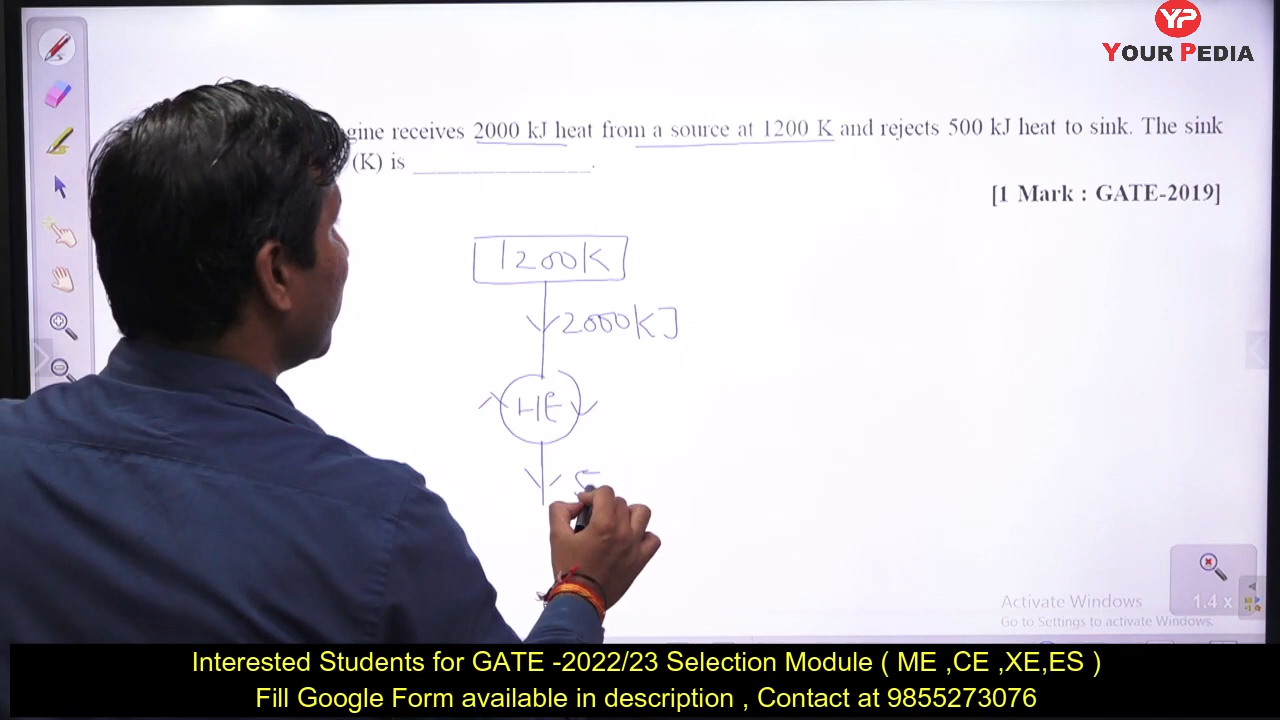 YP
YOUR PEDIA
gine receives 2000 kJ heat from a source at 1200 K and rejects 500 kJ heat to sink. The sink
(K) is ____________.
[1 Mark : GATE-2019]
1200K
2000KJ
HE
5
Activate Windows
Go to Settings to activate Windows.
1.4 x
Interested Students for GATE -2022/23 Selection Module ( ME ,CE ,XE,ES )
Fill Google Form available in description , Contact at 9855273076